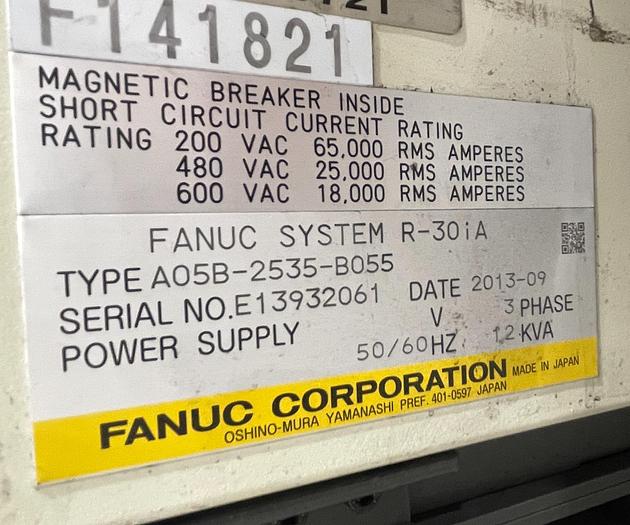 F141821
MAGNETIC BREAKER INSIDE
SHORT CIRCUIT CURRENT RATING
RATING 200 VAC 65,000 RMS AMPERES
480 VAC 25,000 RMS AMPERES
600 VAC 18,000 RMS AMPERES
FANUC SYSTEM R-30iA
TYPE A05B-2535-B055
SERIAL NO.E13932061 DATE 2013-09
POWER SUPPLY V 3 PHASE
50/60HZ 12 KVA
FANUC CORPORATION MADE IN JAPAN
OSHINO-MURA YAMANASHI PREF. 401-0597 JAPAN